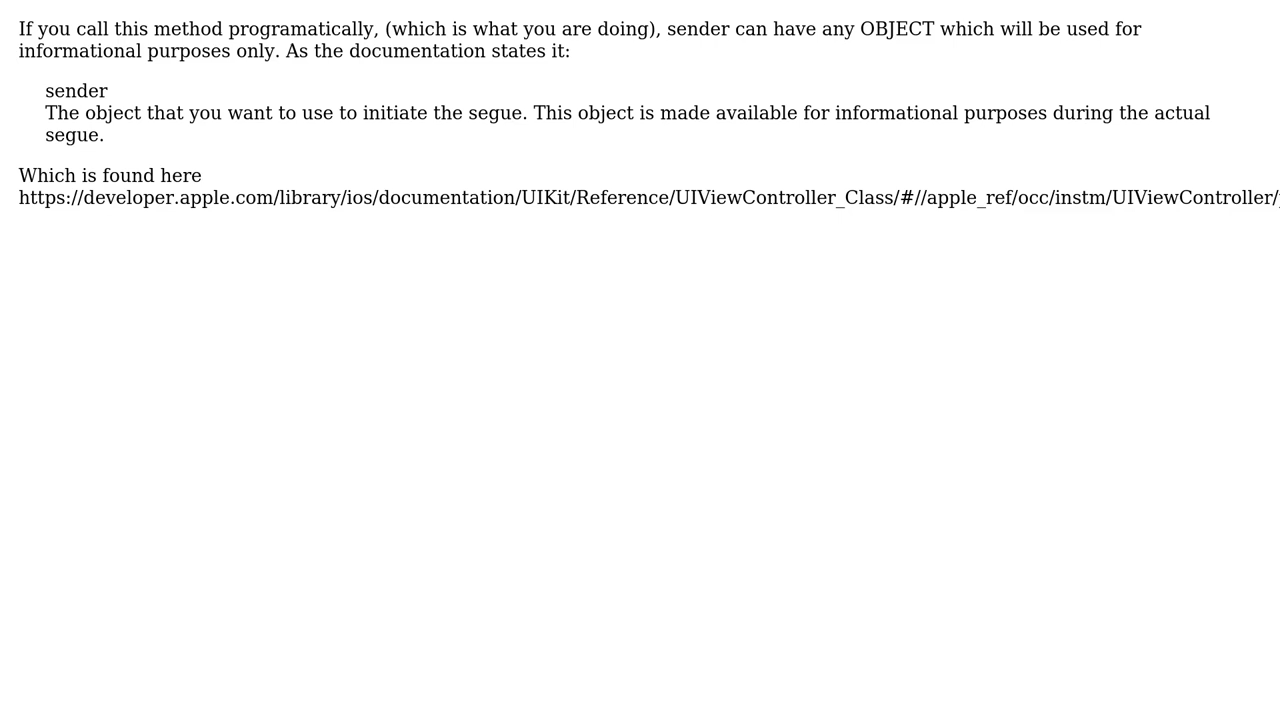 If you call this method programatically, (which is what you are doing), sender can have any OBJECT which will be used for
informational purposes only. As the documentation states it:
sender
The object that you want to use to initiate the segue. This object is made available for informational purposes during the actual
segue.
Which is found here
https://developer.apple.com/library/ios/documentation/UIKit/Reference/UIViewController_Class/#//apple_ref/occ/instm/UIViewController/